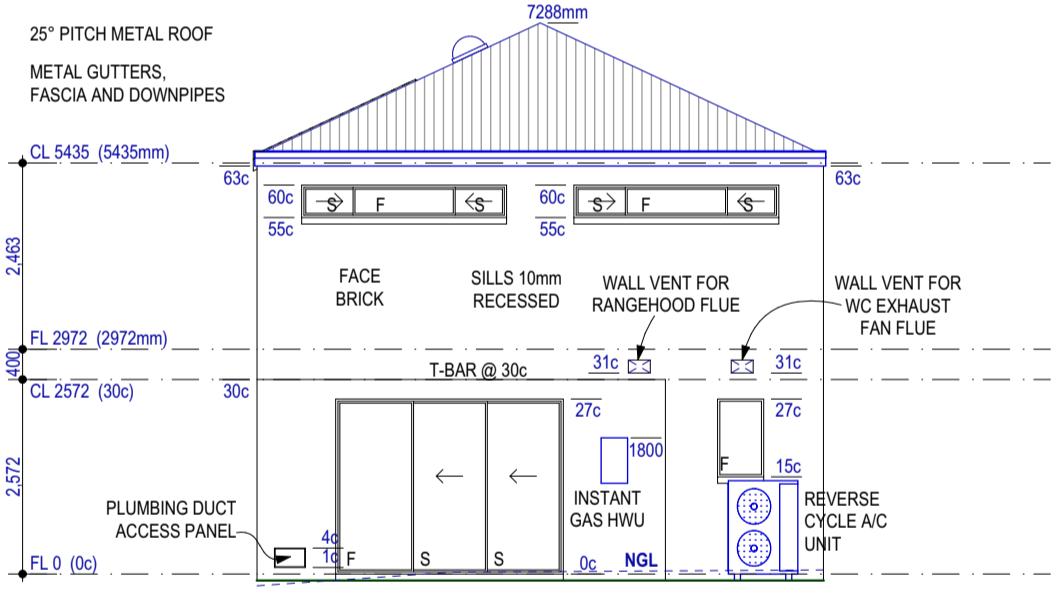 7288mm
25° PITCH METAL ROOF
METAL GUTTERS,
FASCIA AND DOWNPIPES
CL 5435 (5435mm)
63c
63c
60c
S
F
S
60c
S
F
S
55c
55c
2,463
FACE
BRICK
SILLS 10mm
RECESSED
WALL VENT FOR
RANGEHOOD FLUE
WALL VENT FOR
WC EXHAUST
FAN FLUE
FL 2972 (2972mm)
400
T-BAR @ 30c
31c
31c
CL 2572 (30c)
30c
27c
27c
2,572
1800
F
15c
INSTANT
GAS HWU
REVERSE
CYCLE A/C
UNIT
PLUMBING DUCT
ACCESS PANEL
4c
1c
F
S
S
FL 0 (0c)
0c
NGL